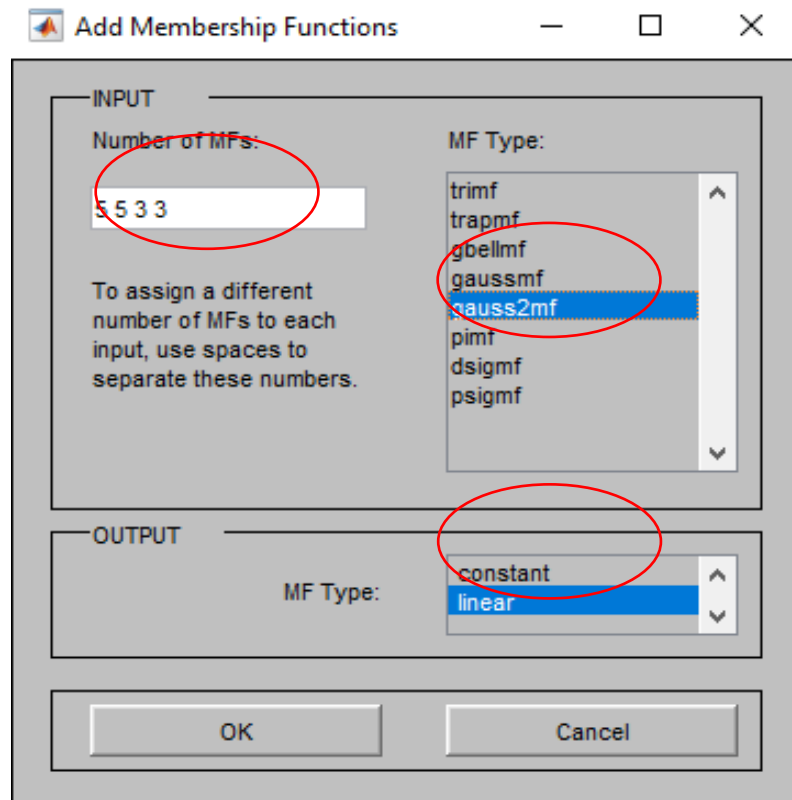 Add Membership Functions
INPUT
Number of MFs:
5 5 3 3
To assign a different
number of MFs to each
input, use spaces to
separate these numbers.
MF Type:
trimf
trapmf
gbellmf
gaussmf
gauss2mf
pimf
dsigmf
psigmf
OUTPUT
MF Type:
constant
linear
OK
Cancel